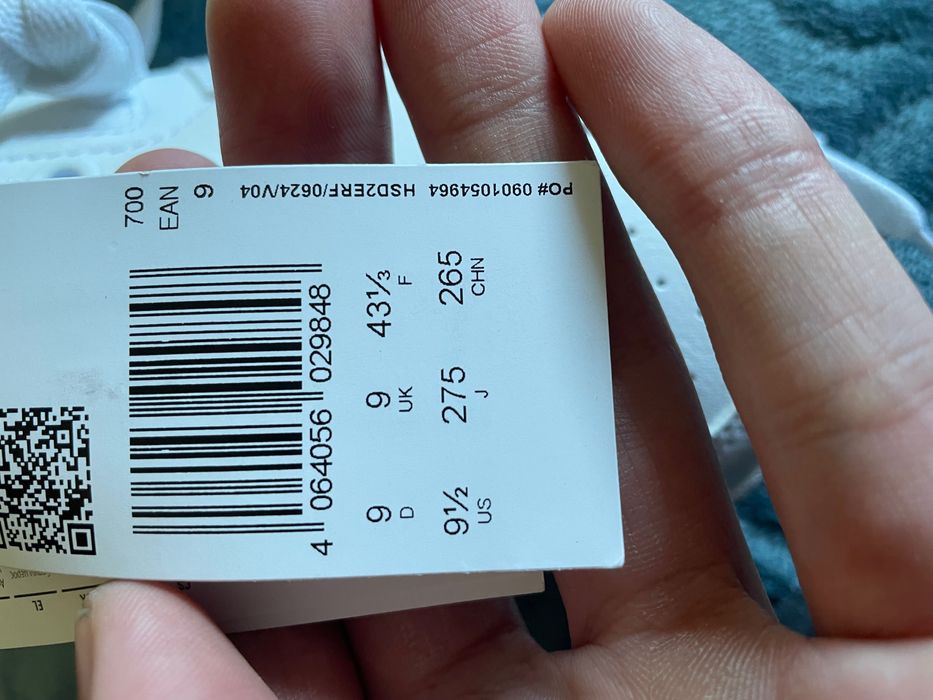 700
EAN
9
4 064056 029848
9 9 43⅓
D UK F
9½ 275 265
US J CHN
PO# 0901054964 HSD2ERF/0624/V04
EL